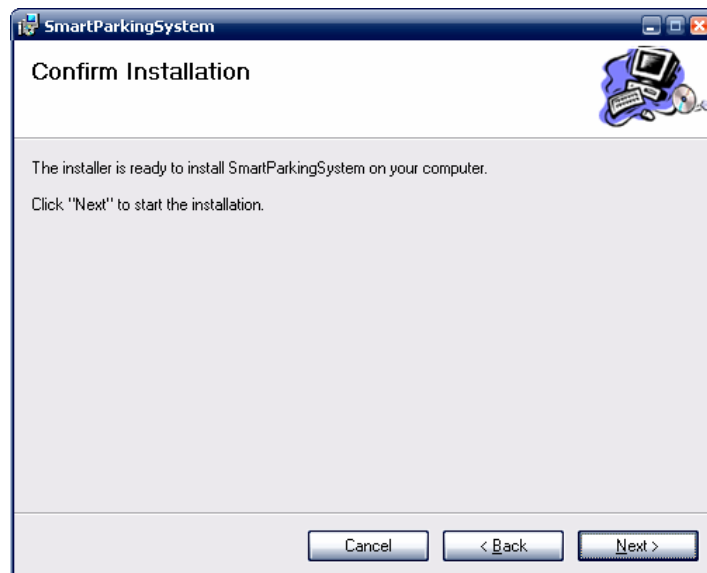 SmartParkingSystem
Confirm Installation
The installer is ready to install SmartParkingSystem on your computer.
Click "Next" to start the installation.
Cancel
< Back
Next >